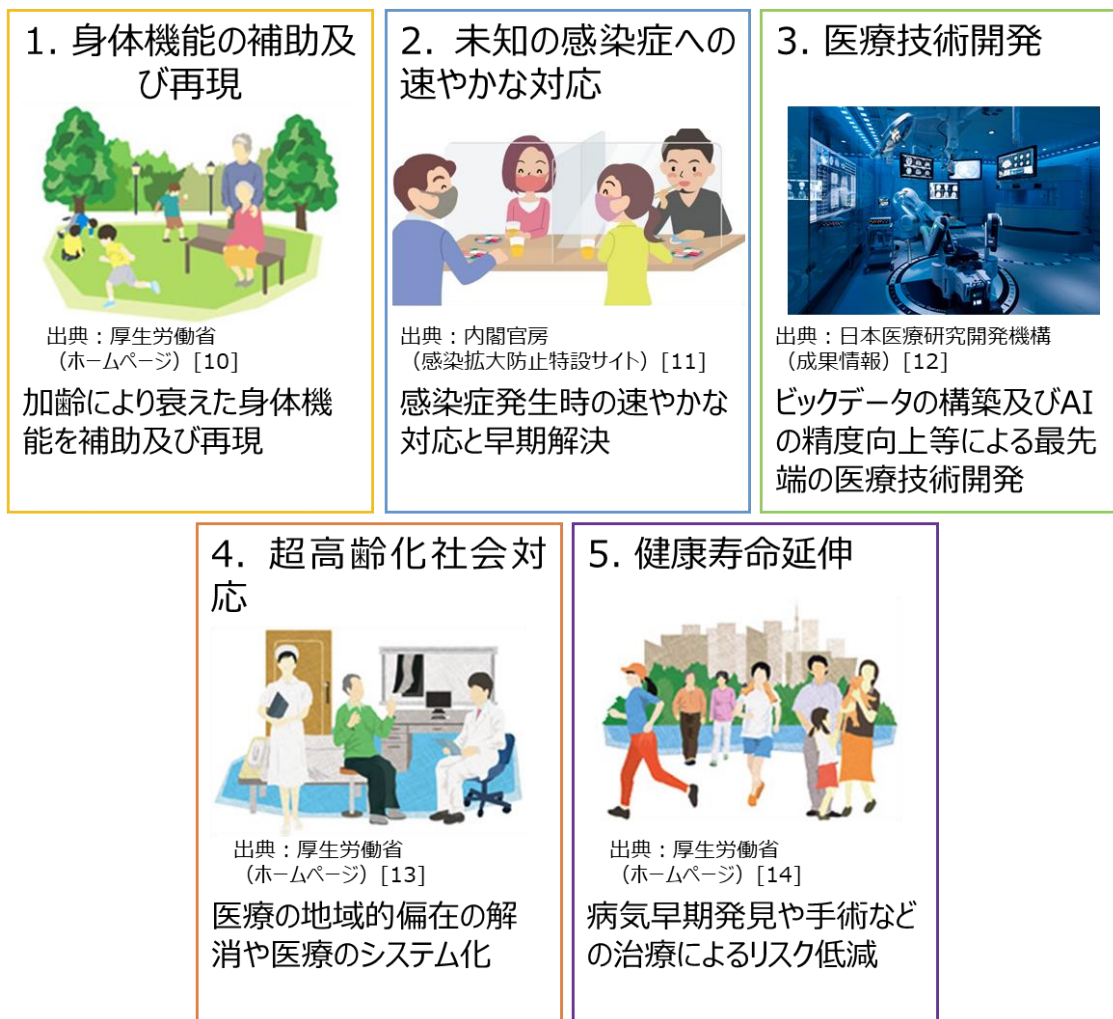 1. 身体機能の補助及
び再現
出典：厚生労働省
（ホームページ）[10]
加齢により衰えた身体機
能を補助及び再現
2. 未知の感染症への
速やかな対応
出典：内閣官房
（感染拡大防止特設サイト）[11]
感染症発生時の速やかな
対応と早期解決
3. 医療技術開発
出典：日本医療研究開発機構
（成果情報）[12]
ビックデータの構築及びAI
の精度向上等による最先
端の医療技術開発
4. 超高齢化社会対
応
出典：厚生労働省
（ホームページ）[13]
医療の地域的偏在の解
消や医療のシステム化
5. 健康寿命延伸
出典：厚生労働省
（ホームページ）[14]
病気早期発見や手術など
の治療によるリスク低減